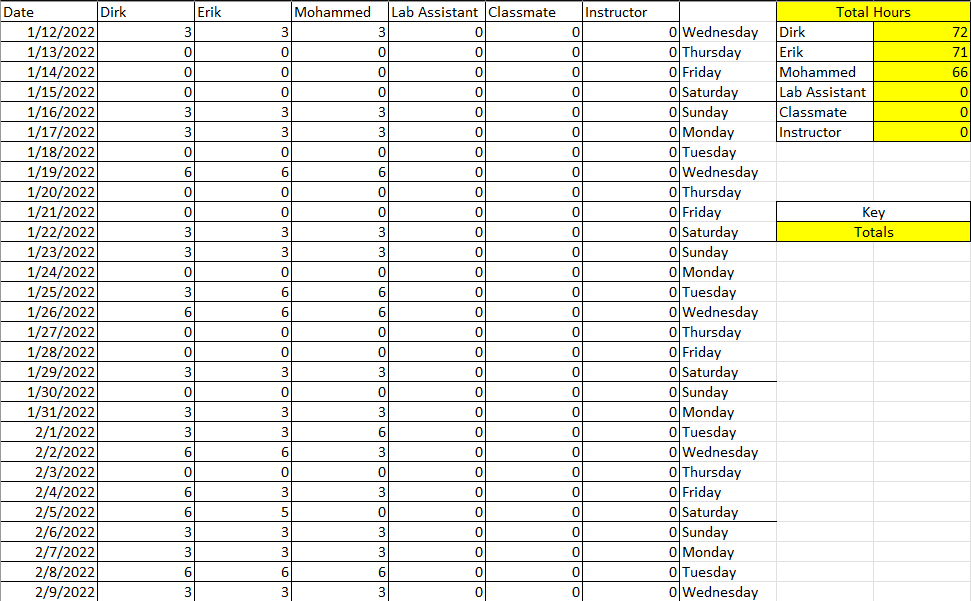 Date Dirk Erik Mohammed Lab Assistant Classmate Instructor Total Hours
1/12/2022 3 3 3 0 0 0 Wednesday Dirk 72
1/13/2022 0 0 0 0 0 0 Thursday Erik 71
1/14/2022 0 0 0 0 0 0 Friday Mohammed 66
1/15/2022 0 0 0 0 0 0 Saturday Lab Assistant 0
1/16/2022 3 3 3 0 0 0 Sunday Classmate 0
1/17/2022 3 3 3 0 0 0 Monday Instructor 0
1/18/2022 0 0 0 0 0 0 Tuesday
1/19/2022 6 6 6 0 0 0 Wednesday
1/20/2022 0 0 0 0 0 0 Thursday
1/21/2022 0 0 0 0 0 0 Friday Key
1/22/2022 3 3 3 0 0 0 Saturday Totals
1/23/2022 3 3 3 0 0 0 Sunday
1/24/2022 0 0 0 0 0 0 Monday
1/25/2022 3 6 6 0 0 0 Tuesday
1/26/2022 6 6 6 0 0 0 Wednesday
1/27/2022 0 0 0 0 0 0 Thursday
1/28/2022 0 0 0 0 0 0 Friday
1/29/2022 3 3 3 0 0 0 Saturday
1/30/2022 0 0 0 0 0 0 Sunday
1/31/2022 3 3 3 0 0 0 Monday
2/1/2022 3 3 6 0 0 0 Tuesday
2/2/2022 6 6 3 0 0 0 Wednesday
2/3/2022 0 0 0 0 0 0 Thursday
2/4/2022 6 3 3 0 0 0 Friday
2/5/2022 6 5 0 0 0 0 Saturday
2/6/2022 3 3 3 0 0 0 Sunday
2/7/2022 3 3 3 0 0 0 Monday
2/8/2022 6 6 6 0 0 0 Tuesday
2/9/2022 3 3 3 0 0 0 Wednesday